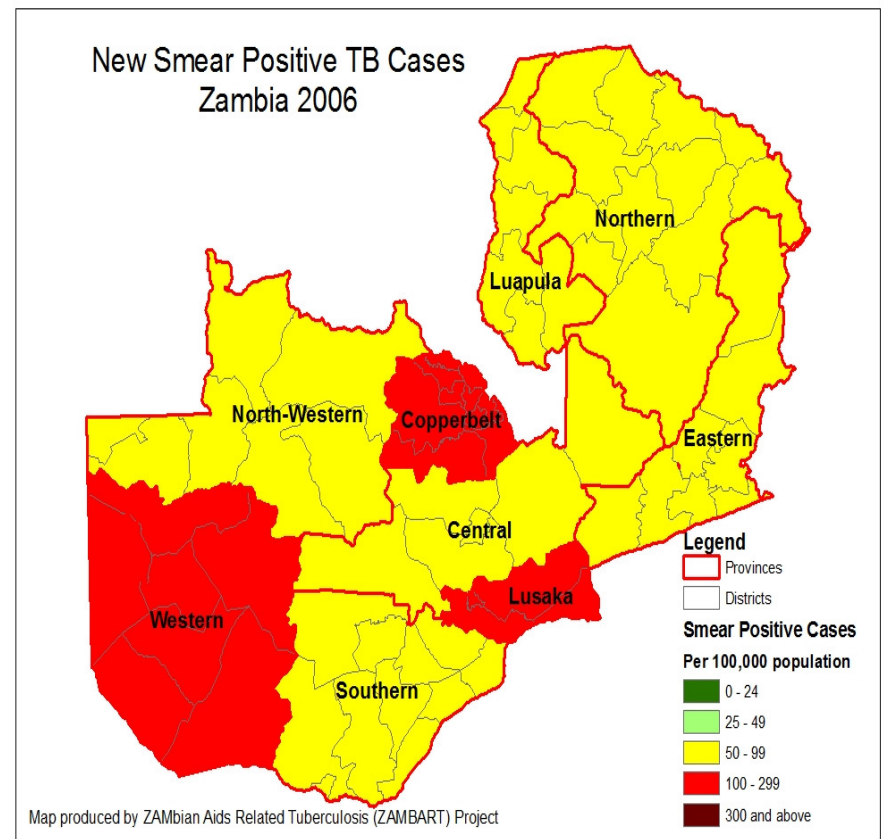 New Smear Positive TB Cases
Zambia 2006
Northern
Luapula
North-Western
Copperbelt
Eastern
Central
Lusaka
Western
Southern
Legend
Provinces
Districts
Smear Positive Cases
Per 100,000 population
0 - 24
25 - 49
50 - 99
100 - 299
300 and above
Map produced by ZAMbian Aids Related Tuberculosis (ZAMBART) Project